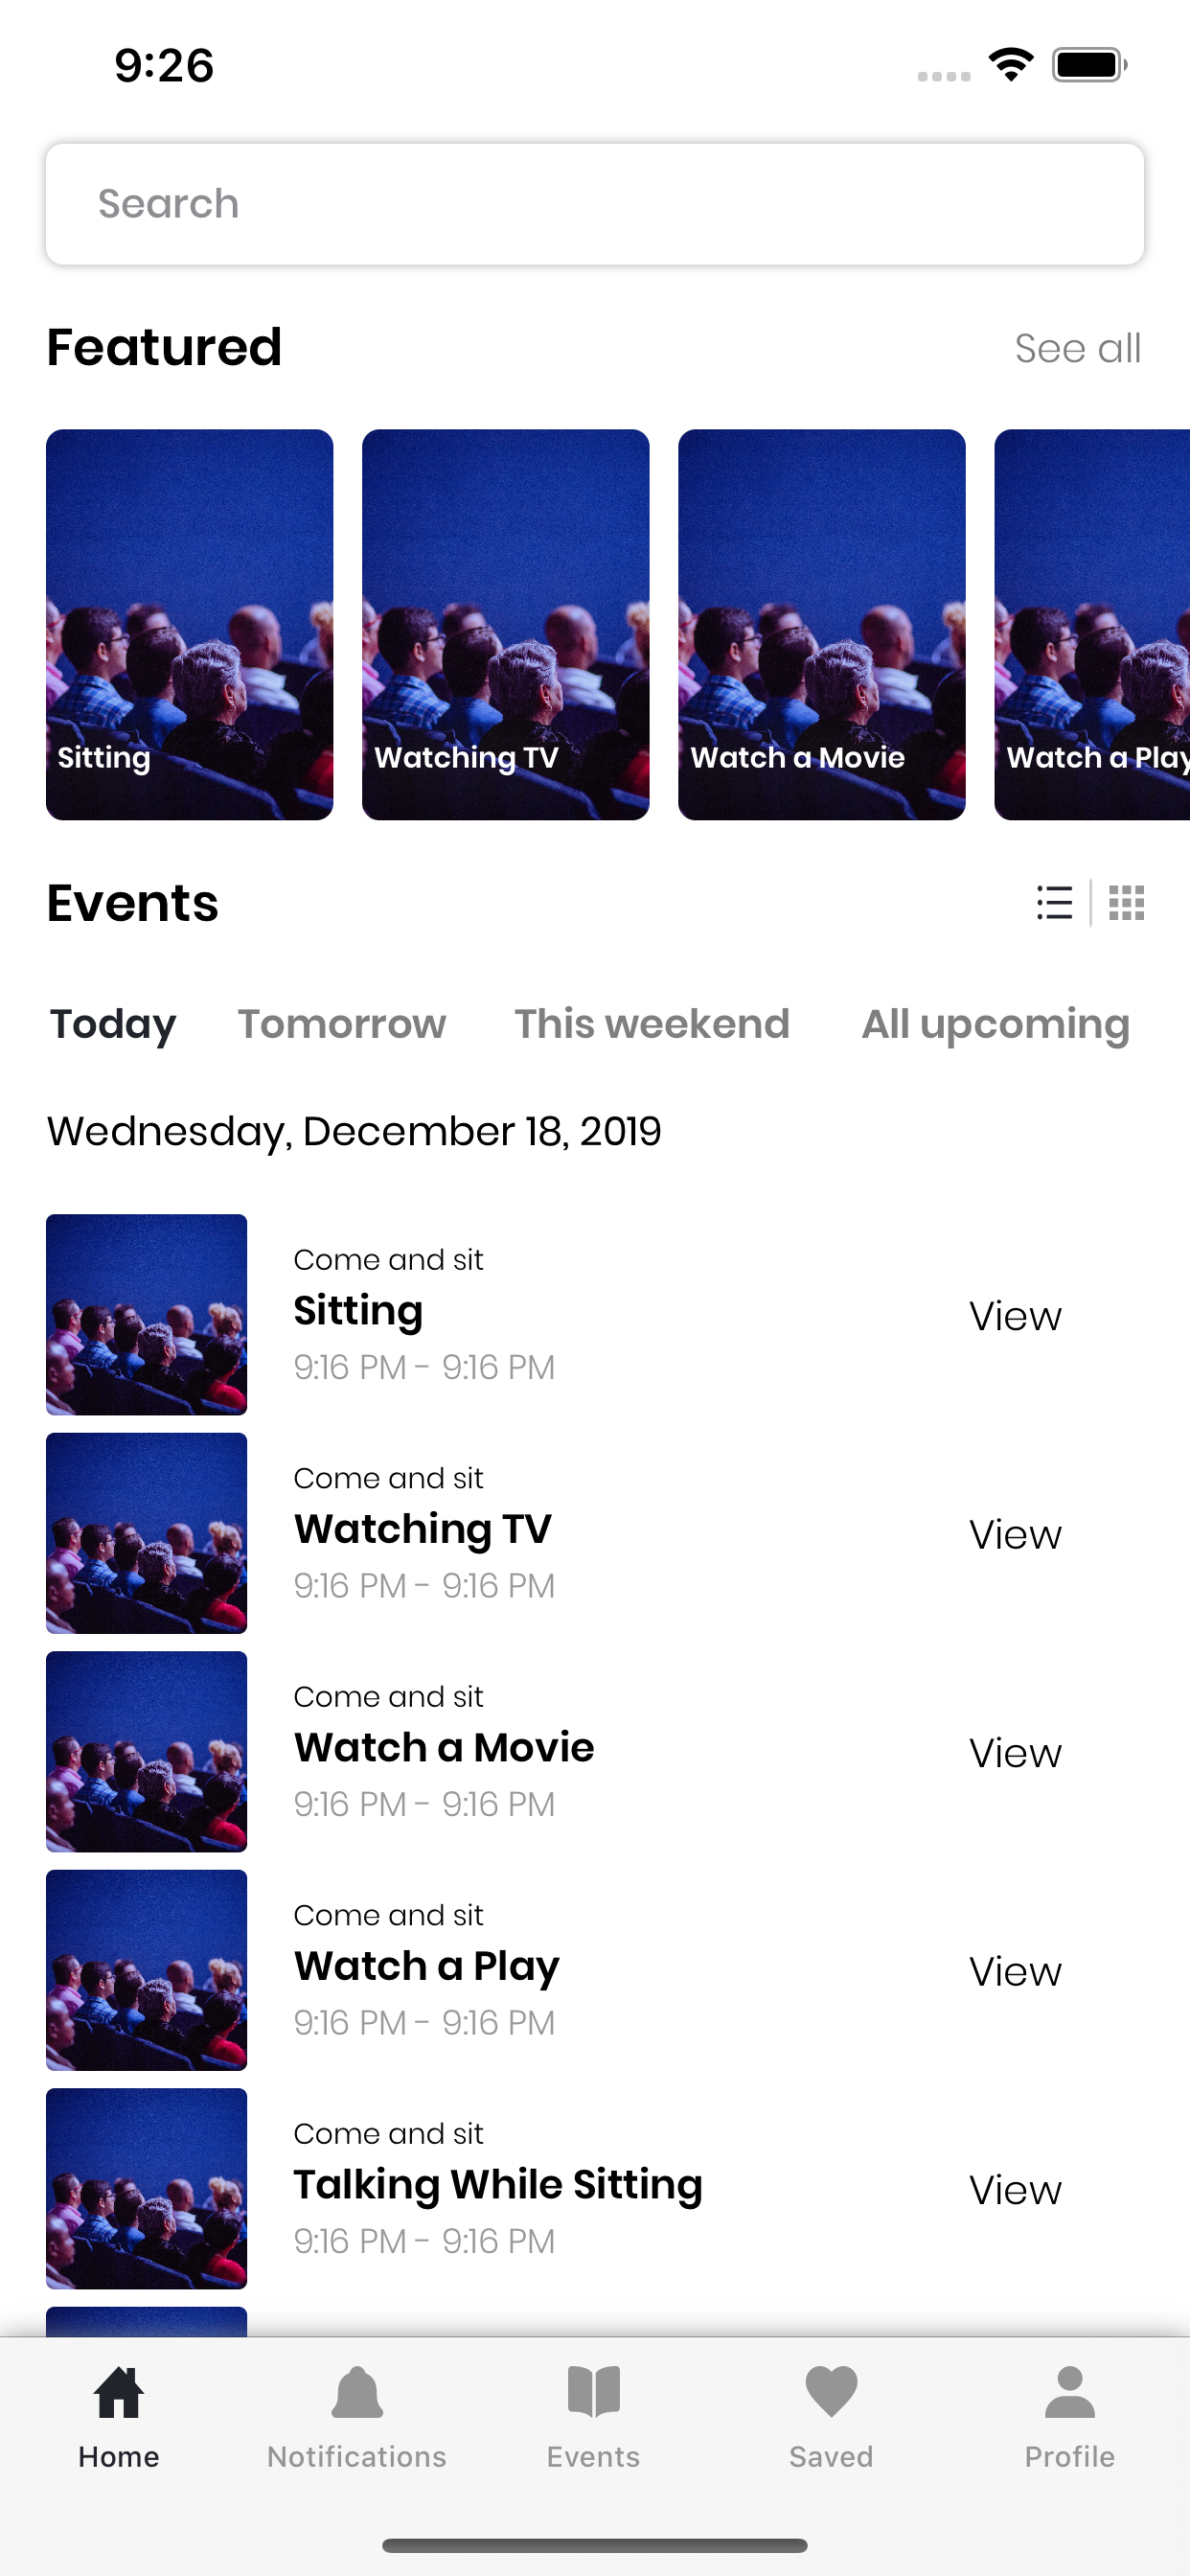 9:26
Search
Featured
See all
Sitting
Watching TV
Watch a Movie
Watch a Play
Events
Today
Tomorrow
This weekend
All upcoming
Wednesday, December 18, 2019
Come and sit
Sitting
9:16 PM - 9:16 PM
View
Come and sit
Watching TV
9:16 PM - 9:16 PM
View
Come and sit
Watch a Movie
9:16 PM - 9:16 PM
View
Come and sit
Watch a Play
9:16 PM - 9:16 PM
View
Come and sit
Talking While Sitting
9:16 PM - 9:16 PM
View
Home
Notifications
Events
Saved
Profile